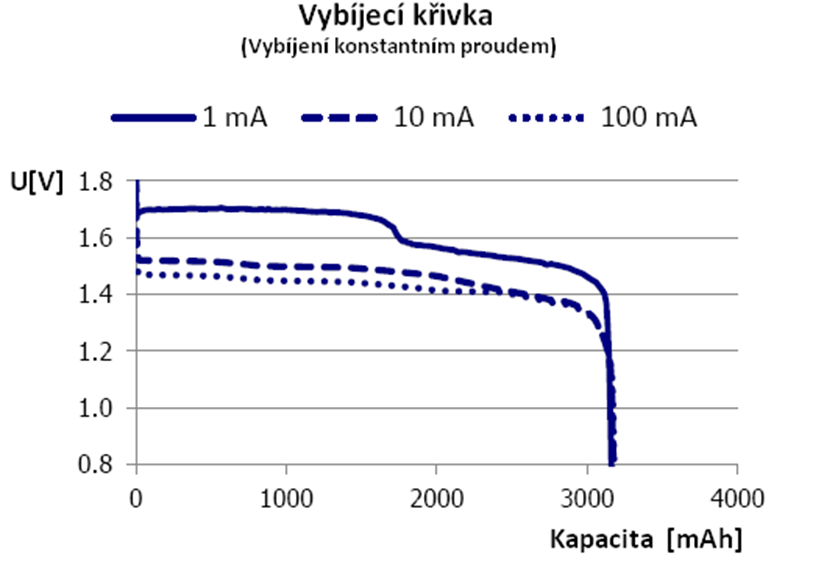 Vybíjecí křivka
(Vybíjení konstantním proudem)
1 mA 10 mA 100 mA
U[V]
1.8
1.6
1.4
1.2
1.0
0.8
0 1000 2000 3000 4000
Kapacita [mAh]